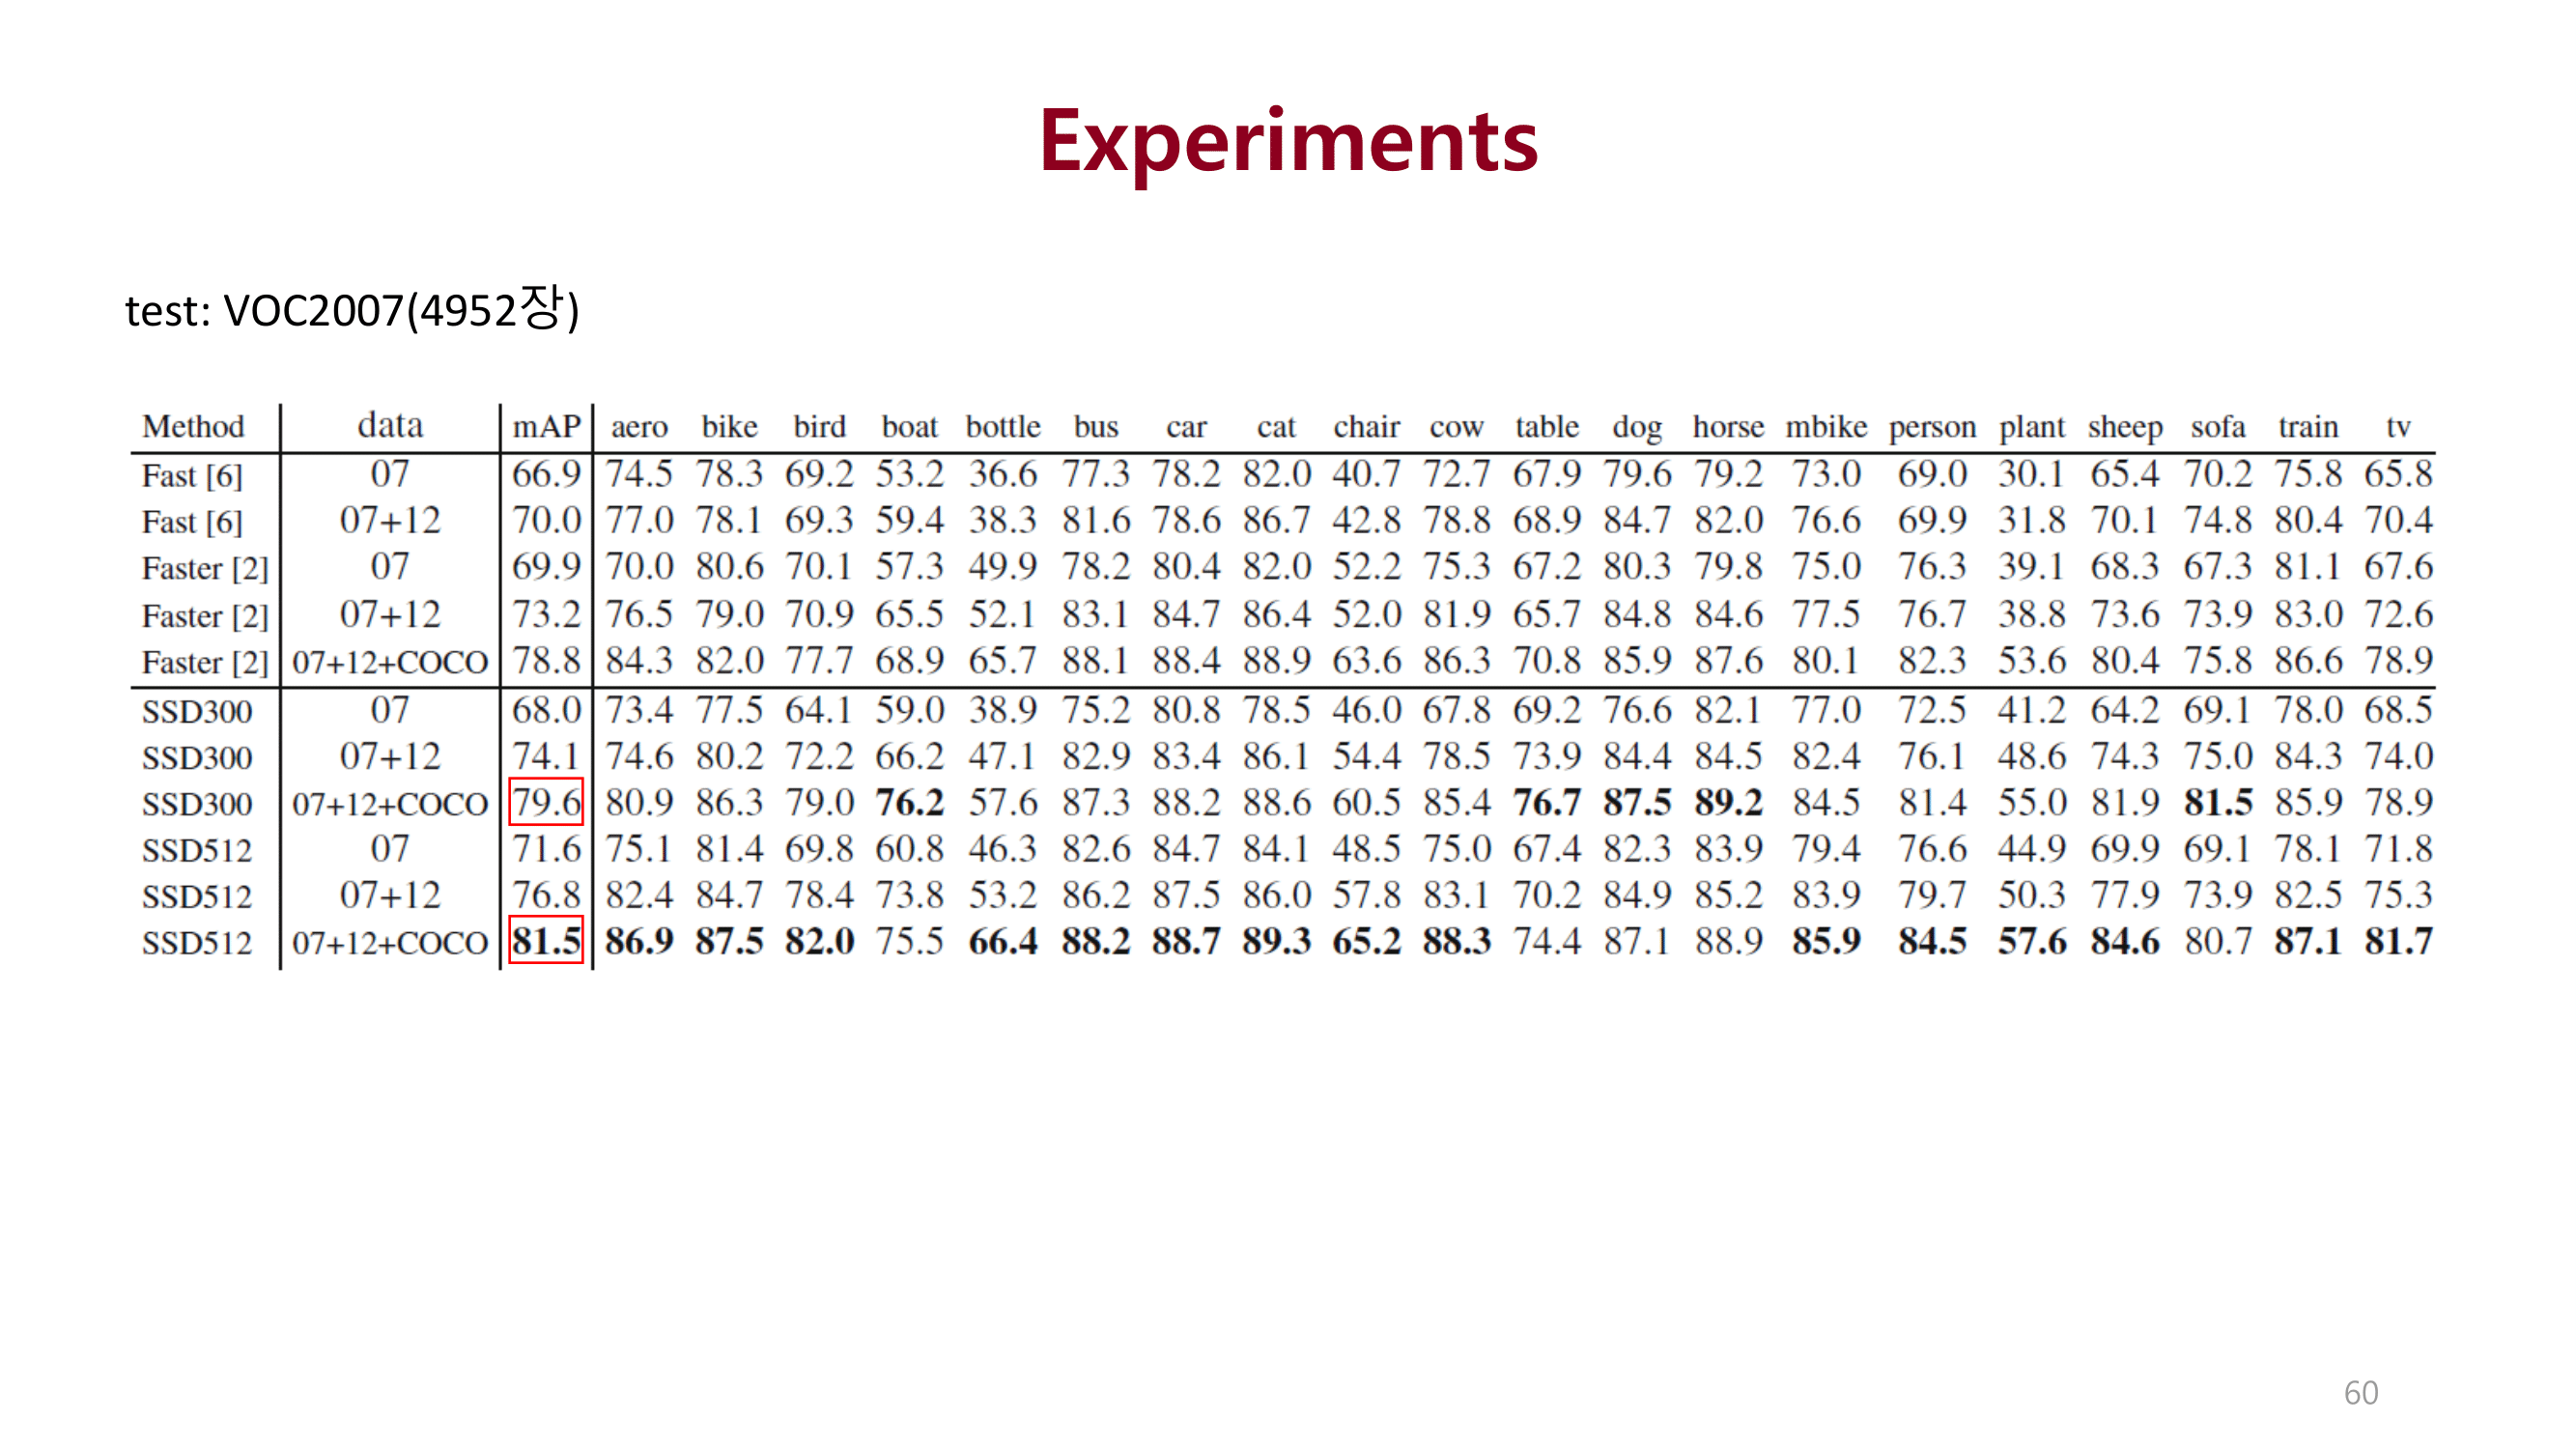 Experiments
test: VOC2007(4952장)
Method data mAP aero bike bird boat bottle bus car cat chair cow table dog horse mbike person plant sheep sofa train tv
Fast [6] 07 66.9 74.5 78.3 69.2 53.2 36.6 77.3 78.2 82.0 40.7 72.7 67.9 79.6 79.2 73.0 69.0 30.1 65.4 70.2 75.8 65.8
Fast [6] 07+12 70.0 77.0 78.1 69.3 59.4 38.3 81.6 78.6 86.7 42.8 78.8 68.9 84.7 82.0 76.6 69.9 31.8 70.1 74.8 80.4 70.4
Faster [2] 07 69.9 70.0 80.6 70.1 57.3 49.9 78.2 80.4 82.0 52.2 75.3 67.2 80.3 79.8 75.0 76.3 39.1 68.3 67.3 81.1 67.6
Faster [2] 07+12 73.2 76.5 79.0 70.9 65.5 52.1 83.1 84.7 86.4 52.0 81.9 65.7 84.8 84.6 77.5 76.7 38.8 73.6 73.9 83.0 72.6
Faster [2] 07+12+COCO 78.8 84.3 82.0 77.7 68.9 65.7 88.1 88.4 88.9 63.6 86.3 70.8 85.9 87.6 80.1 82.3 53.6 80.4 75.8 86.6 78.9
SSD300 07 68.0 73.4 77.5 64.1 59.0 38.9 75.2 80.8 78.5 46.0 67.8 69.2 76.6 82.1 77.0 72.5 41.2 64.2 69.1 78.0 68.5
SSD300 07+12 74.1 74.6 80.2 72.2 66.2 47.1 82.9 83.4 86.1 54.4 78.5 73.9 84.4 84.5 82.4 76.1 48.6 74.3 75.0 84.3 74.0
SSD300 07+12+COCO 79.6 80.9 86.3 79.0 76.2 57.6 87.3 88.2 88.6 60.5 85.4 76.7 87.5 89.2 84.5 81.4 55.0 81.9 81.5 85.9 78.9
SSD512 07 71.6 75.1 81.4 69.8 60.8 46.3 82.6 84.7 84.1 48.5 75.0 67.4 82.3 83.9 79.4 76.6 44.9 69.9 69.1 78.1 71.8
SSD512 07+12 76.8 82.4 84.7 78.4 73.8 53.2 86.2 87.5 86.0 57.8 83.1 70.2 84.9 85.2 83.9 79.7 50.3 77.9 73.9 82.5 75.3
SSD512 07+12+COCO 81.5 86.9 87.5 82.0 75.5 66.4 88.2 88.7 89.3 65.2 88.3 74.4 87.1 88.9 85.9 84.5 57.6 84.6 80.7 87.1 81.7
60